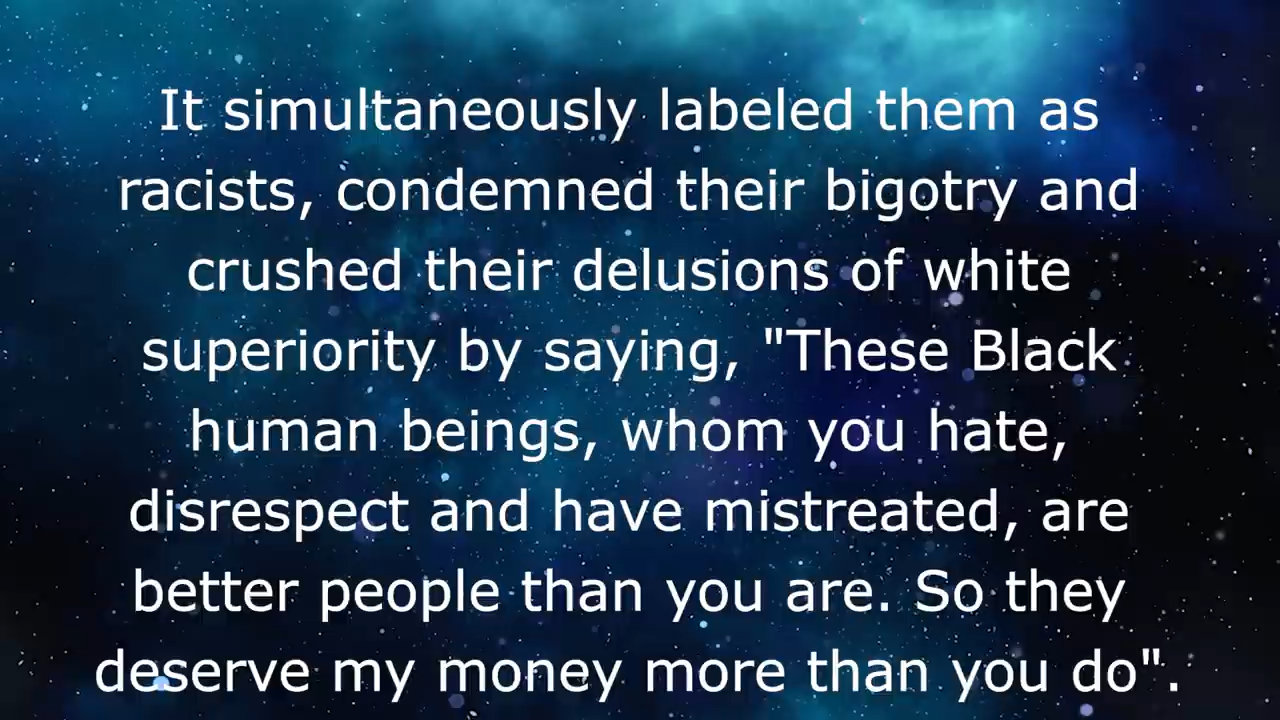 It simultaneously labeled them as
racists, condemned their bigotry and
crushed their delusions of white
superiority by saying, "These Black
human beings, whom you hate,
disrespect and have mistreated, are
better people than you are. So they
deserve my money more than you do".